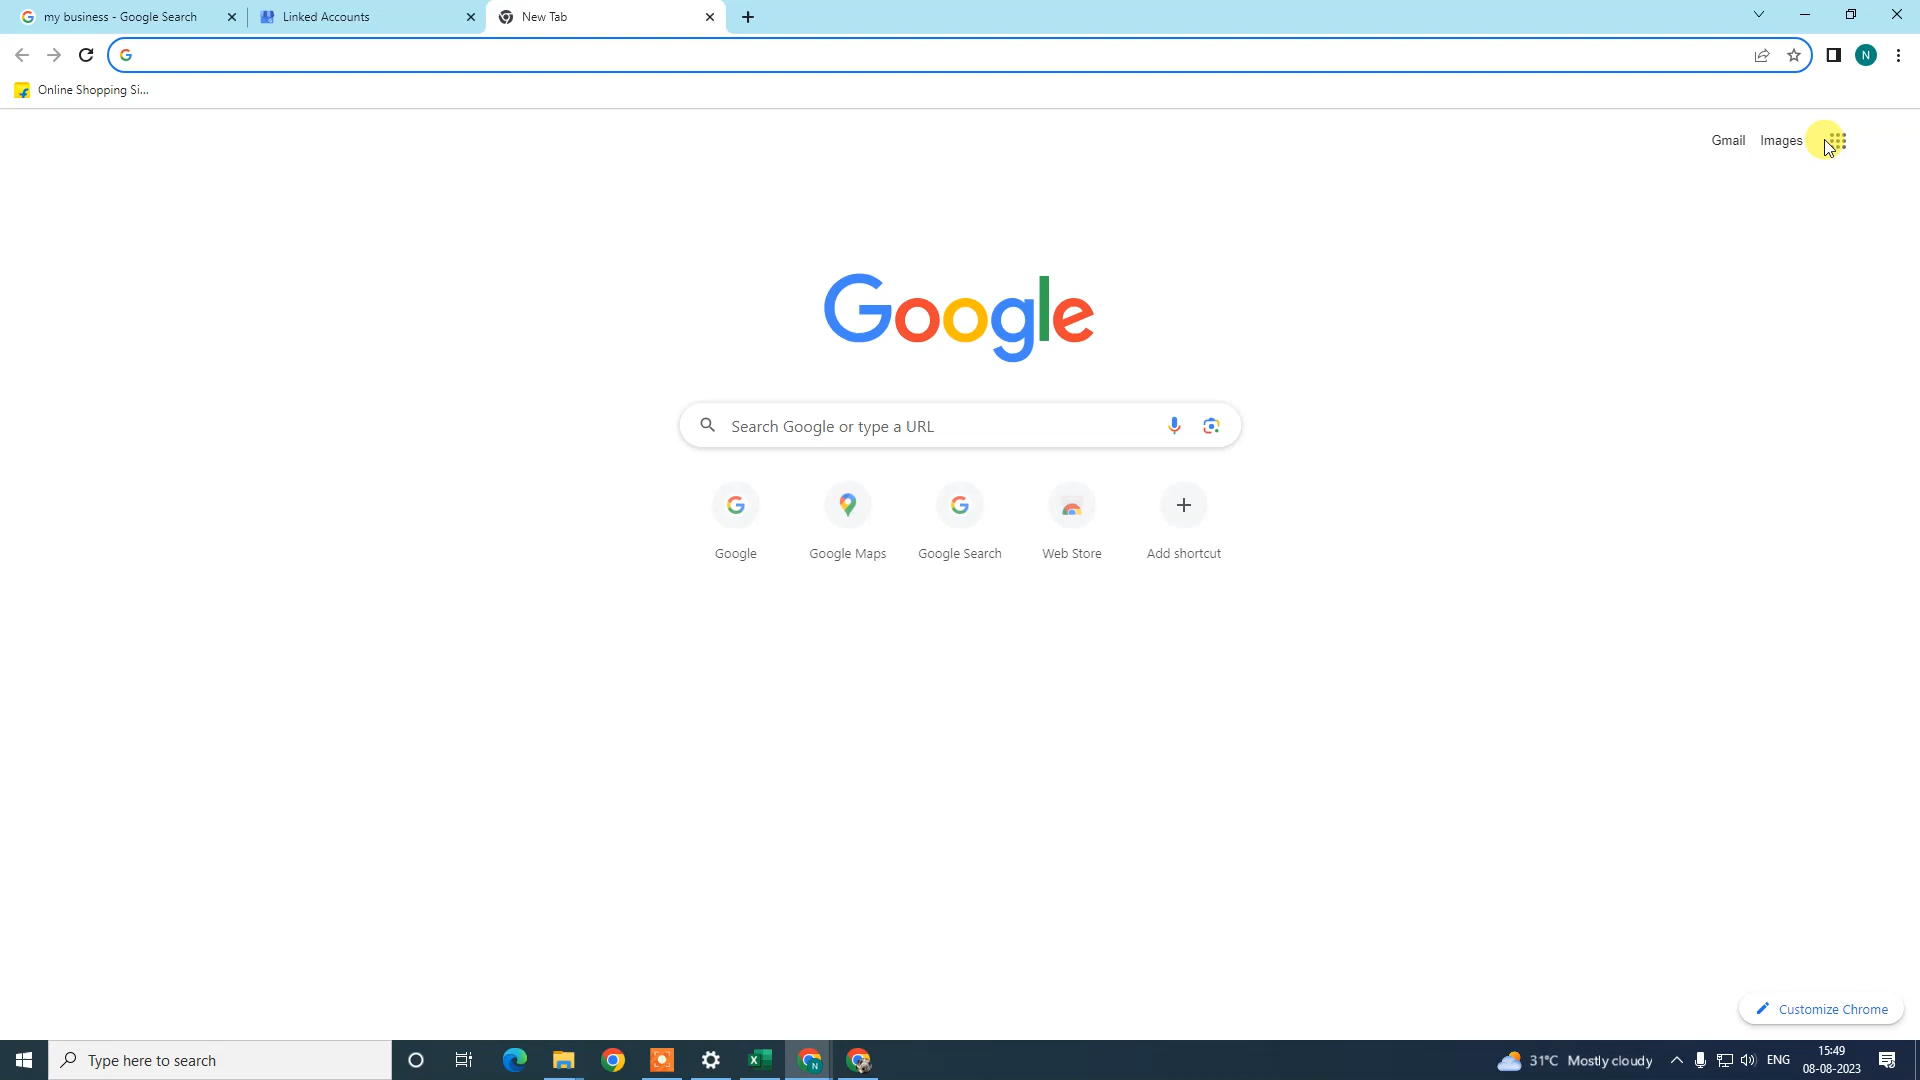 my business - Google Search
Linked Accounts
New Tab
N
Online Shopping Si...
Gmail
Images
Google
Search Google or type a URL
Google
Google Maps
Google Search
Web Store
Add shortcut
Customize Chrome
Type here to search
N
31°C Mostly cloudy
ENG
15:49
08-08-2023